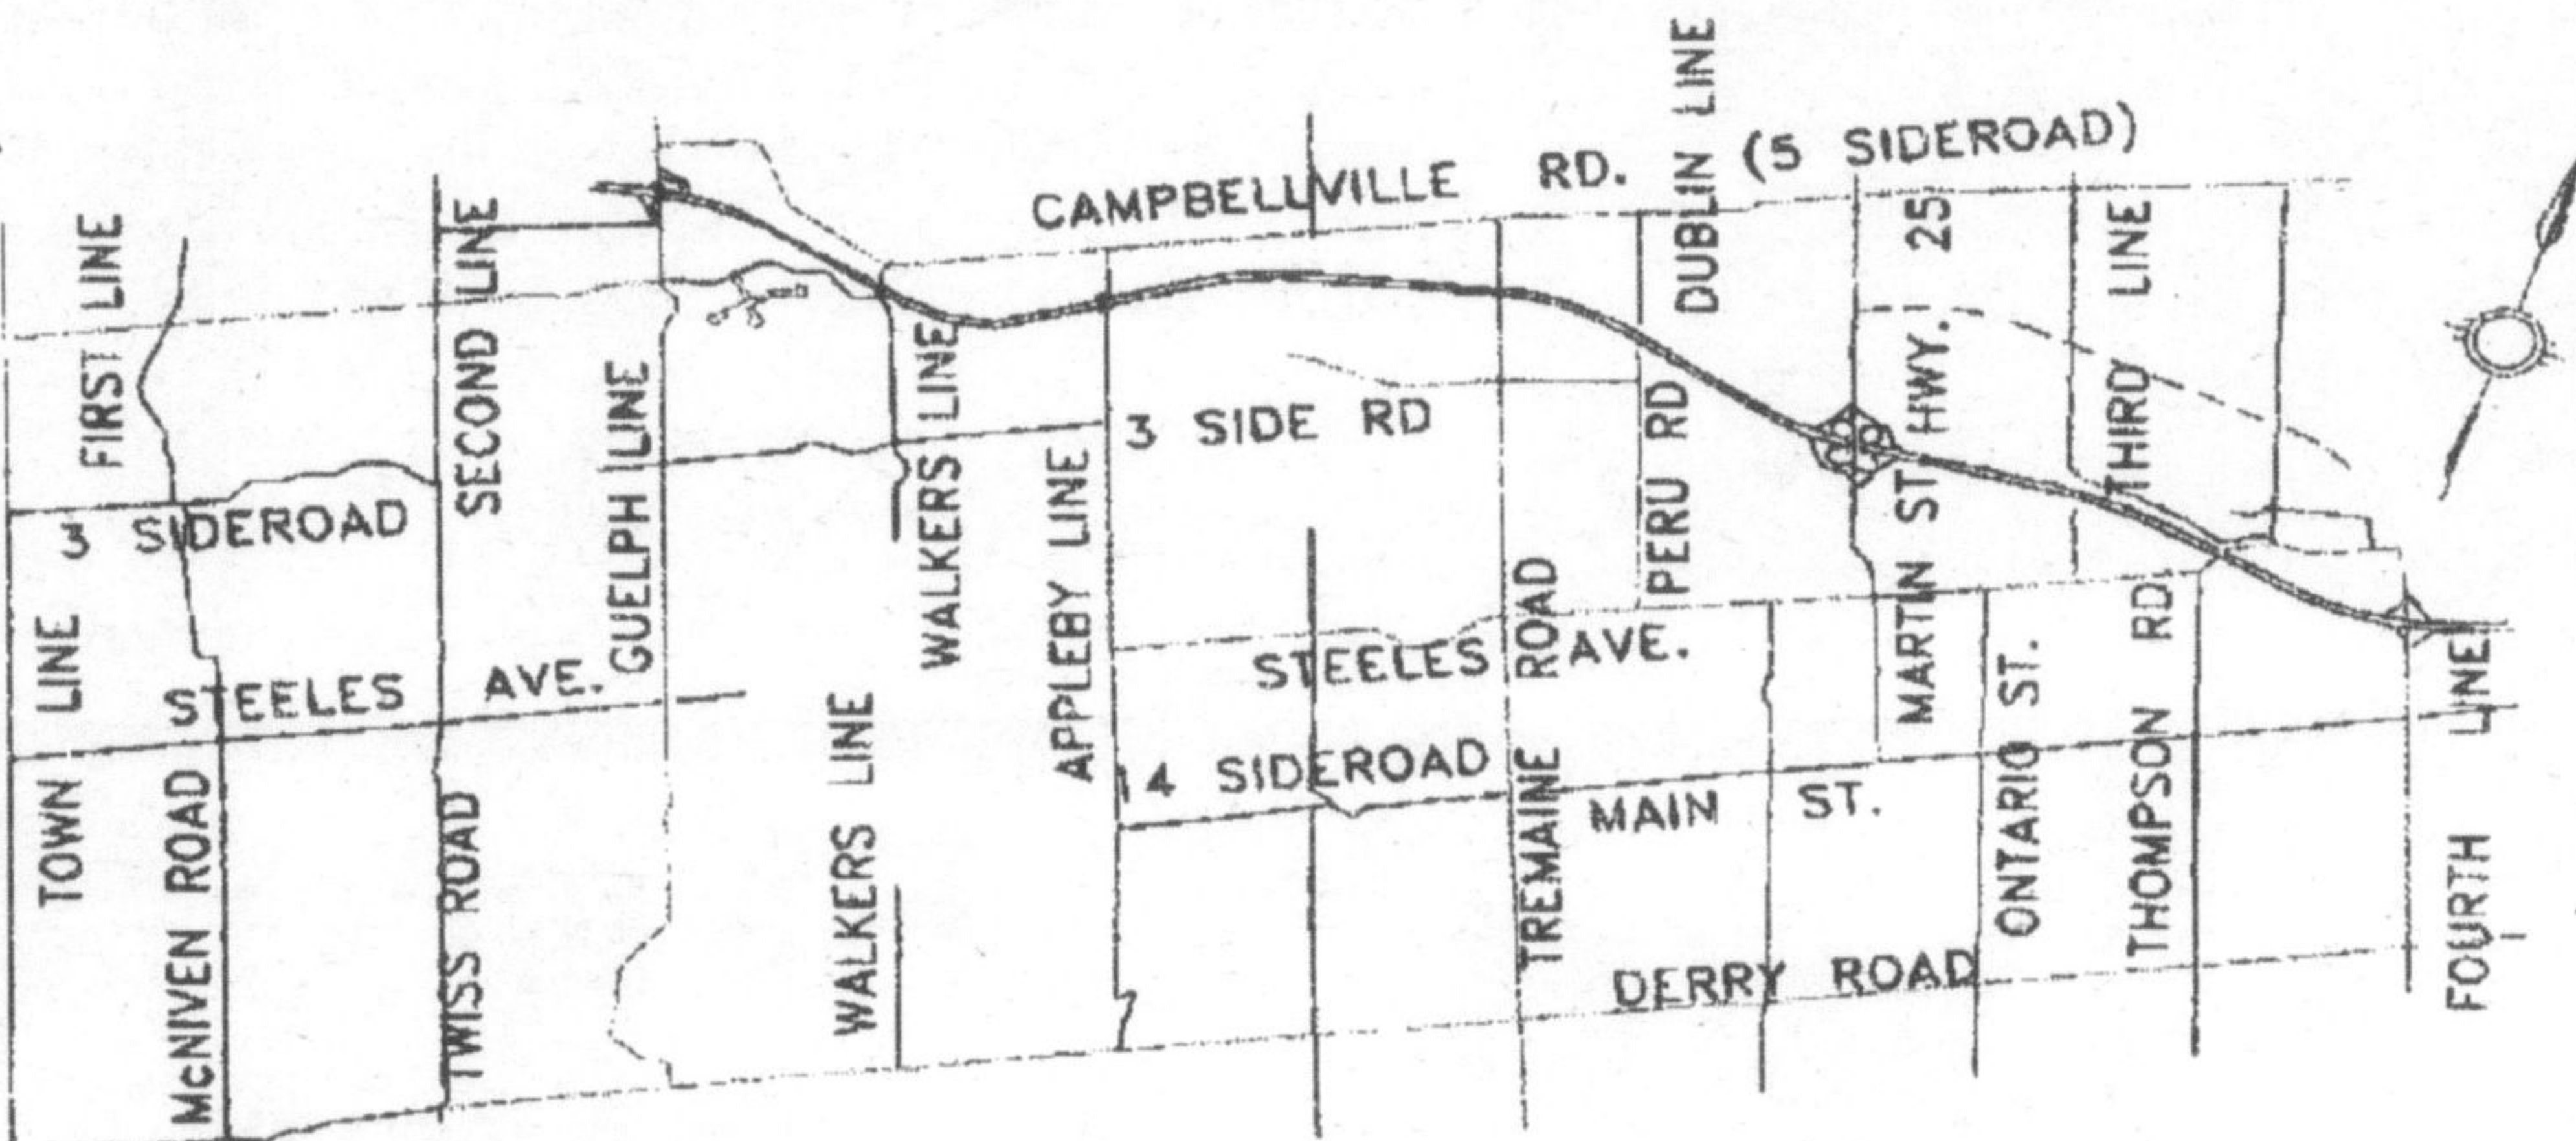 FIRST LINE
SECOND LINE
CAMPBELLVILLE RD. (5 SIDEROAD)
DUBLIN LINE
25
HWY.
THIRD LINE
GUELPH LINE
WALKERS LINE
3 SIDE RD
PERU RD
MARTIN ST
3 SIDEROAD
APPLEBY LINE
TOWN LINE
STEELES AVE.
STEELES AVE.
TREMAINE ROAD
14 SIDEROAD
MAIN ST.
ONTARIO ST.
THOMPSON RD
FOURTH LINE
McNIVEN ROAD
TWISS ROAD
WALKERS LINE
DERRY ROAD